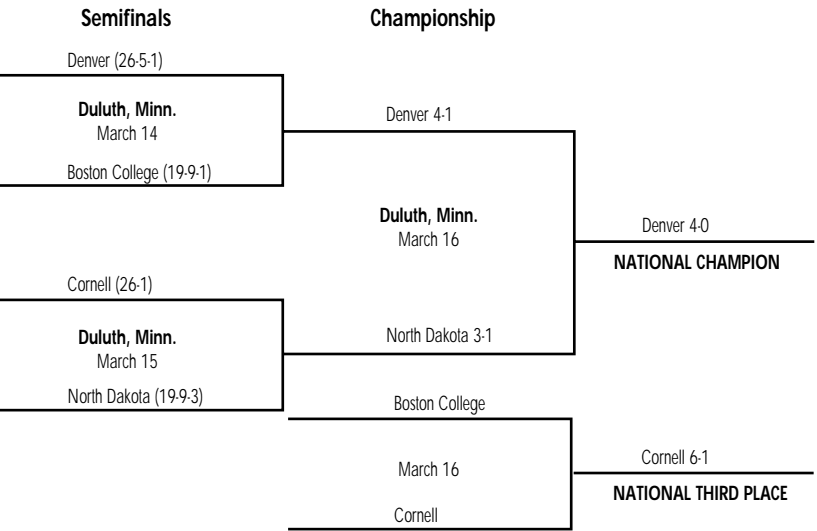 Semifinals
Championship
Denver (26-5-1)
Duluth, Minn.
March 14
Boston College (19-9-1)
Denver 4-1
Duluth, Minn.
March 16
Denver 4-0
NATIONAL CHAMPION
Cornell (26-1)
Duluth, Minn.
March 15
North Dakota (19-9-3)
North Dakota 3-1
Boston College
March 16
Cornell
Cornell 6-1
NATIONAL THIRD PLACE